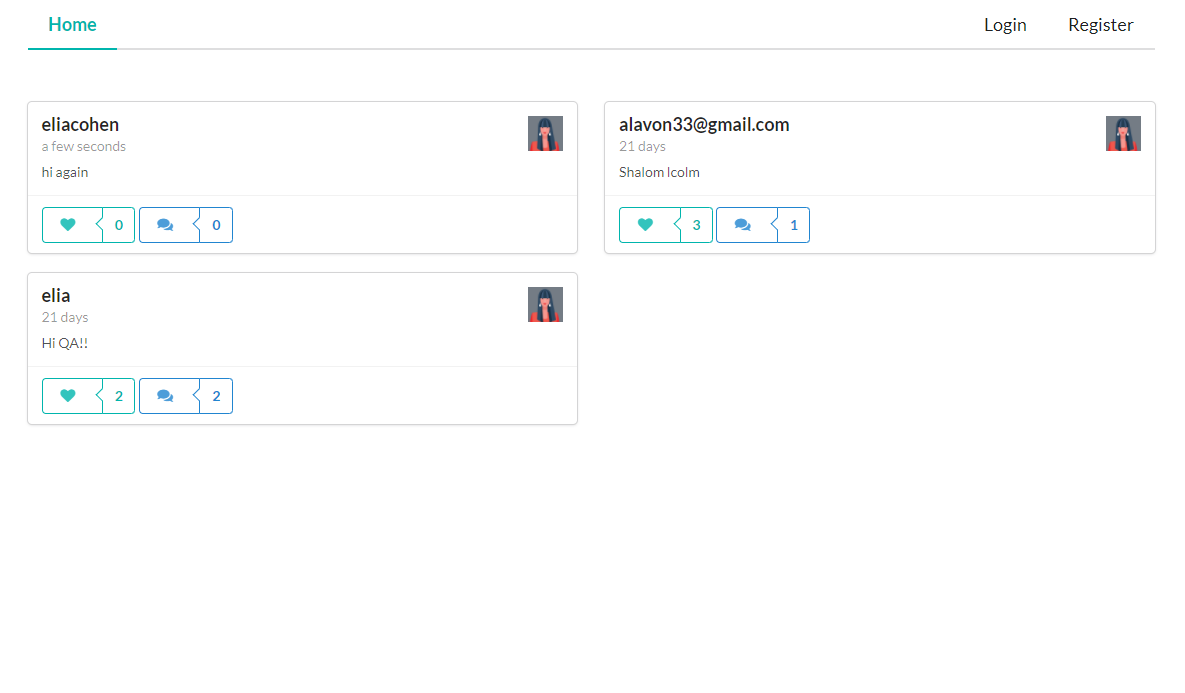 Home Login Register
eliacohen
a few seconds
hi again
0 0
alavon33@gmail.com
21 days
Shalom lcolm
3 1
elia
21 days
Hi QA!!
2 2